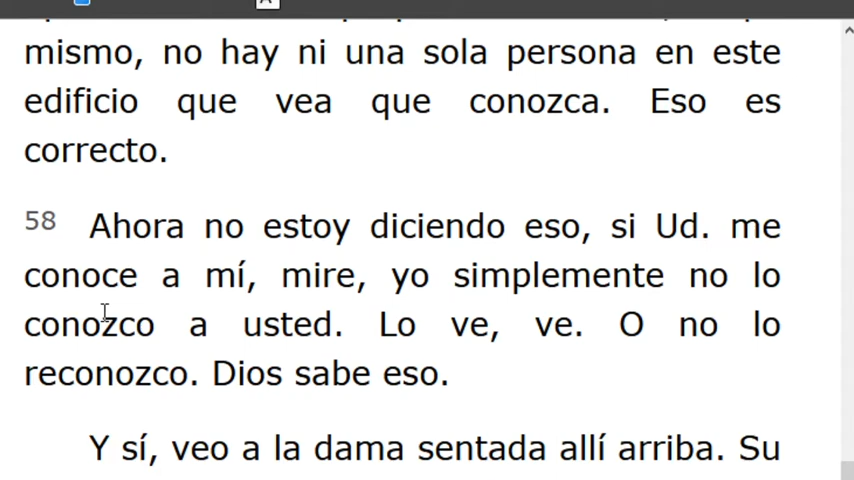 mismo, no hay ni una sola persona en este
edificio que vea que conozca. Eso es
correcto.
58 Ahora no estoy diciendo eso, si Ud. me
conoce a mí, mire, yo simplemente no lo
conozco a usted. Lo ve, ve. O no lo
reconozco. Dios sabe eso.
Y sí, veo a la dama sentada allí arriba. Su